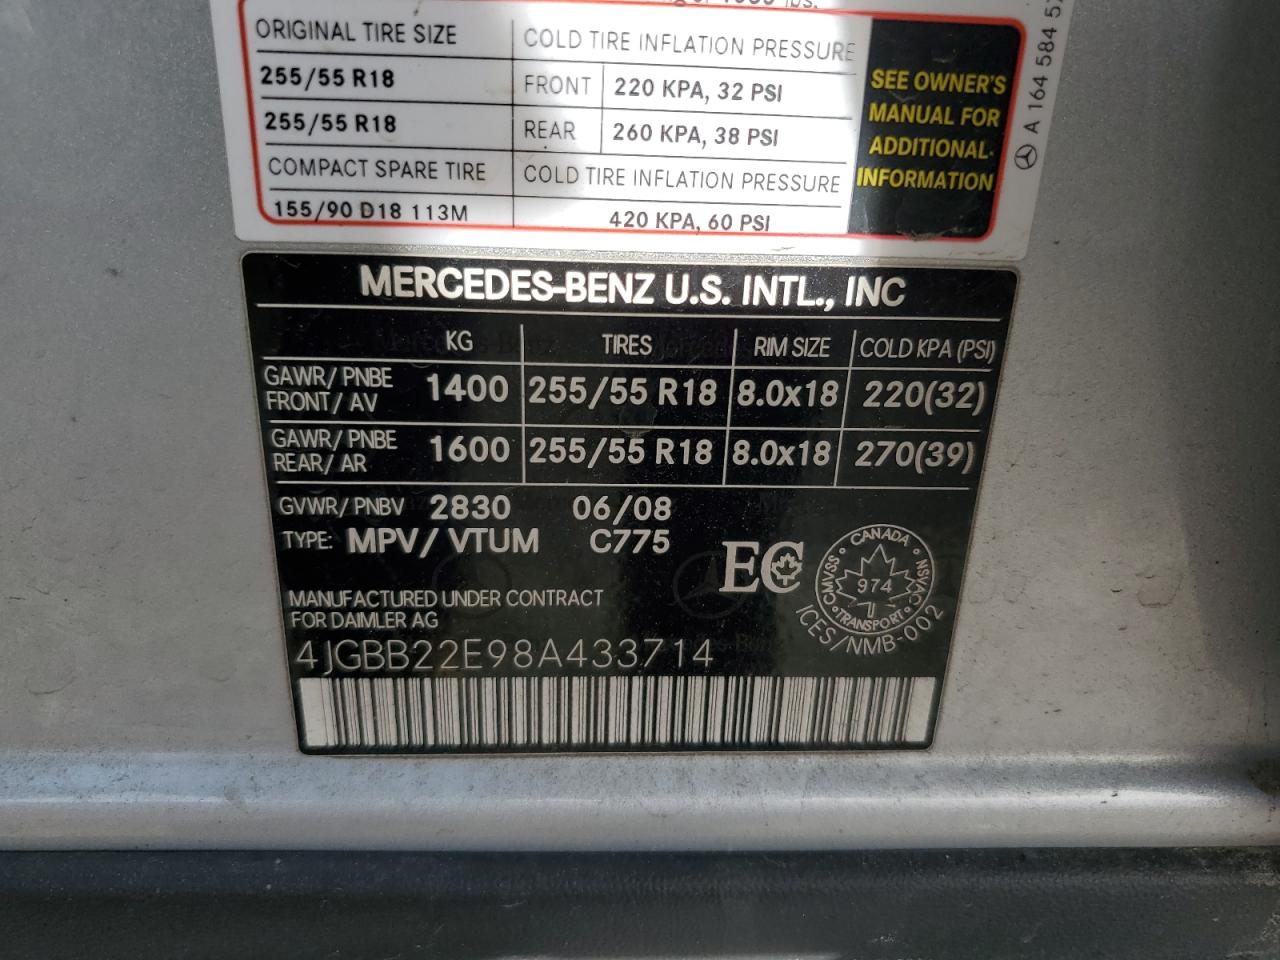 ORIGINAL TIRE SIZE COLD TIRE INFLATION PRESSURE
255/55 R18 FRONT 220 KPA, 32 PSI
255/55 R18 REAR 260 KPA, 38 PSI
COMPACT SPARE TIRE COLD TIRE INFLATION PRESSURE
155/90 D18 113M 420 KPA, 60 PSI
SEE OWNER'S
MANUAL FOR
ADDITIONAL
INFORMATION
A 164 584 57
MERCEDES-BENZ U.S. INTL., INC
KG TIRES RIM SIZE COLD KPA (PSI)
GAWR/ PNBE
FRONT/ AV 1400 255/55 R18 8.0x18 220(32)
GAWR/ PNBE
REAR/ AR 1600 255/55 R18 8.0x18 270(39)
GVWR/ PNBV 2830 06/08
TYPE: MPV/VTUM C775
EC
CANADA
CMVSS 974 NSVAC
TRANSPORT
ICES/NMB-002
MANUFACTURED UNDER CONTRACT
FOR DAIMLER AG
4JGBB22E98A433714